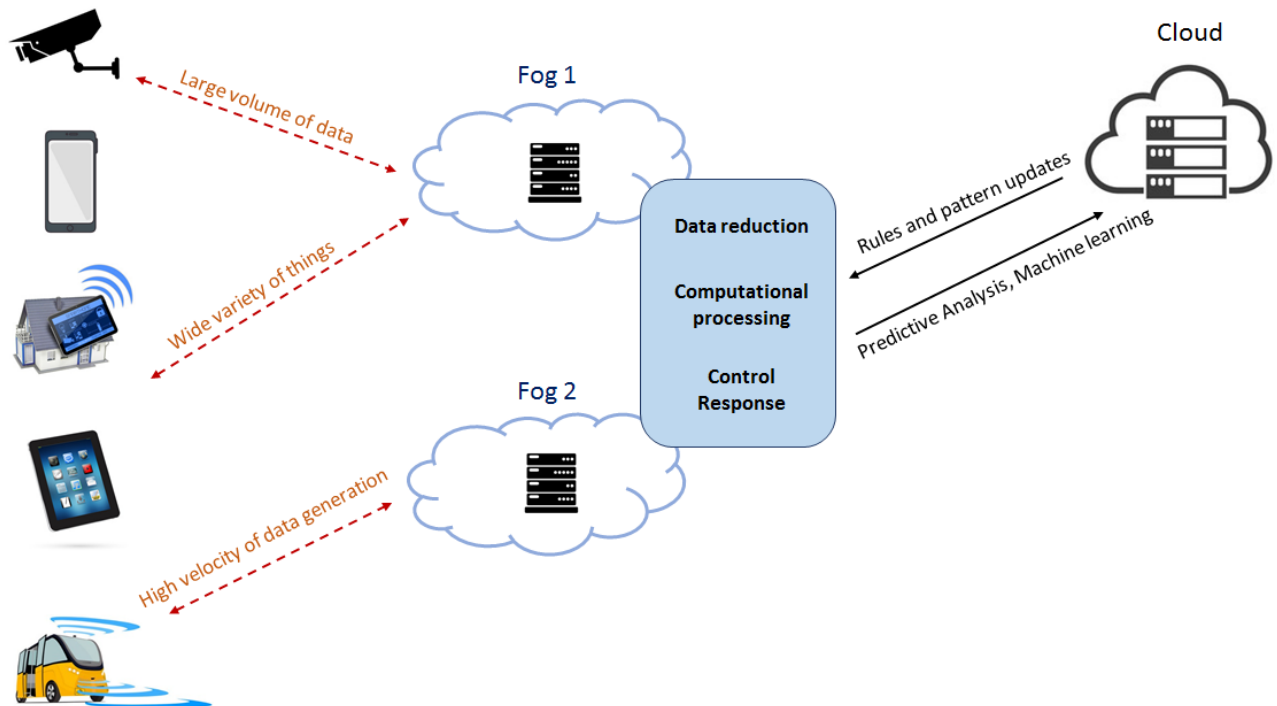 Cloud
Fog 1
Large volume of data
Rules and pattern updates
Data reduction
Wide variety of things
Predictive Analysis, Machine learning
Computational
processing
Control
Response
Fog 2
High velocity of data generation